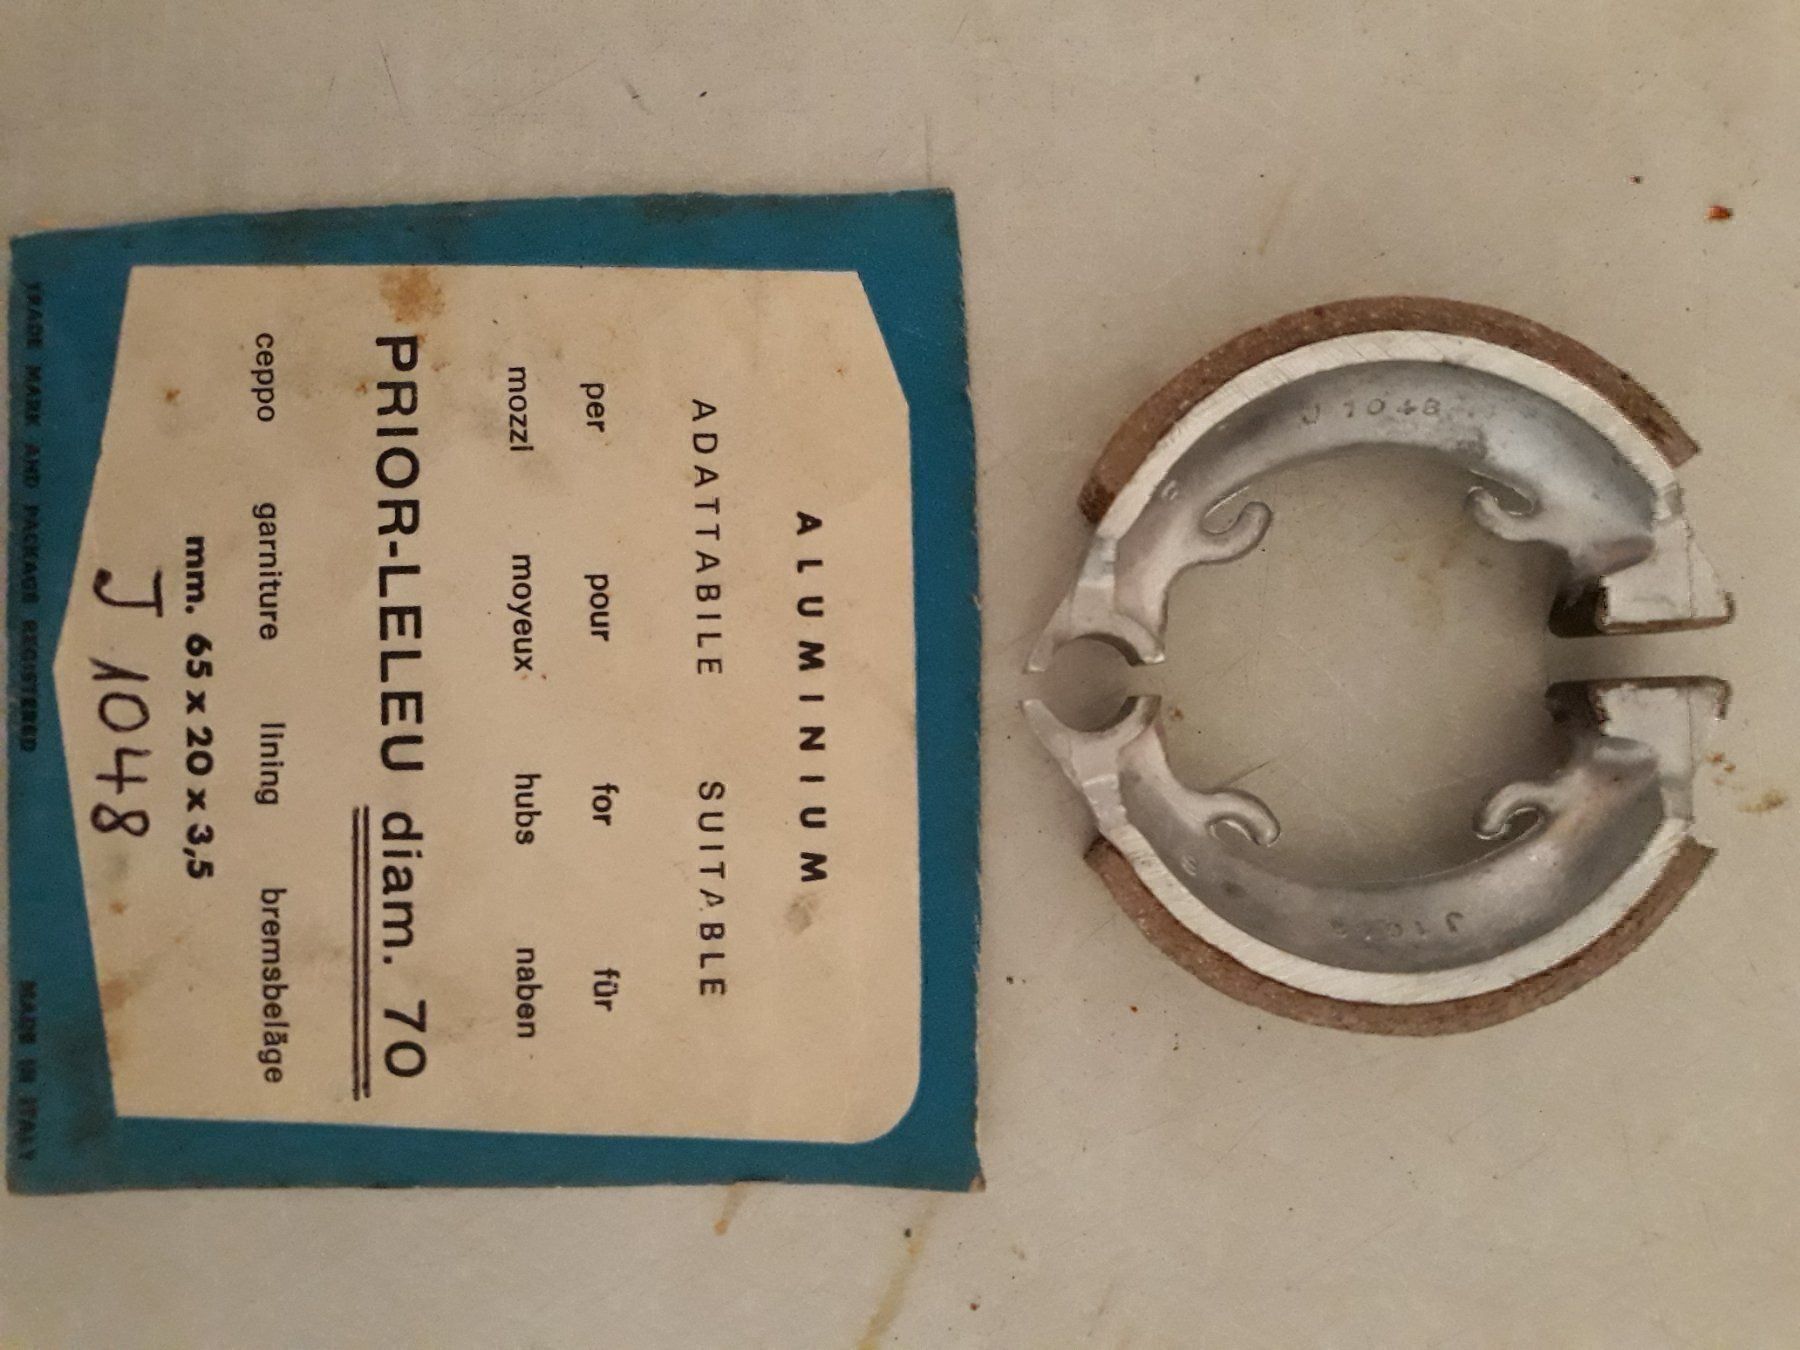 ALUMINIUM
ADATTABILE SUITABLE
per pour for für
mozzI moyeux hubs naben
PRIOR-LELEU diam. 70
ceppo garniture lining bremsbeläge
mm. 65 x 20 x 3,5
J 1048
TRADE MARK AND PACKAGE REGISTERED MADE IN ITALY
J 1048
J 1048